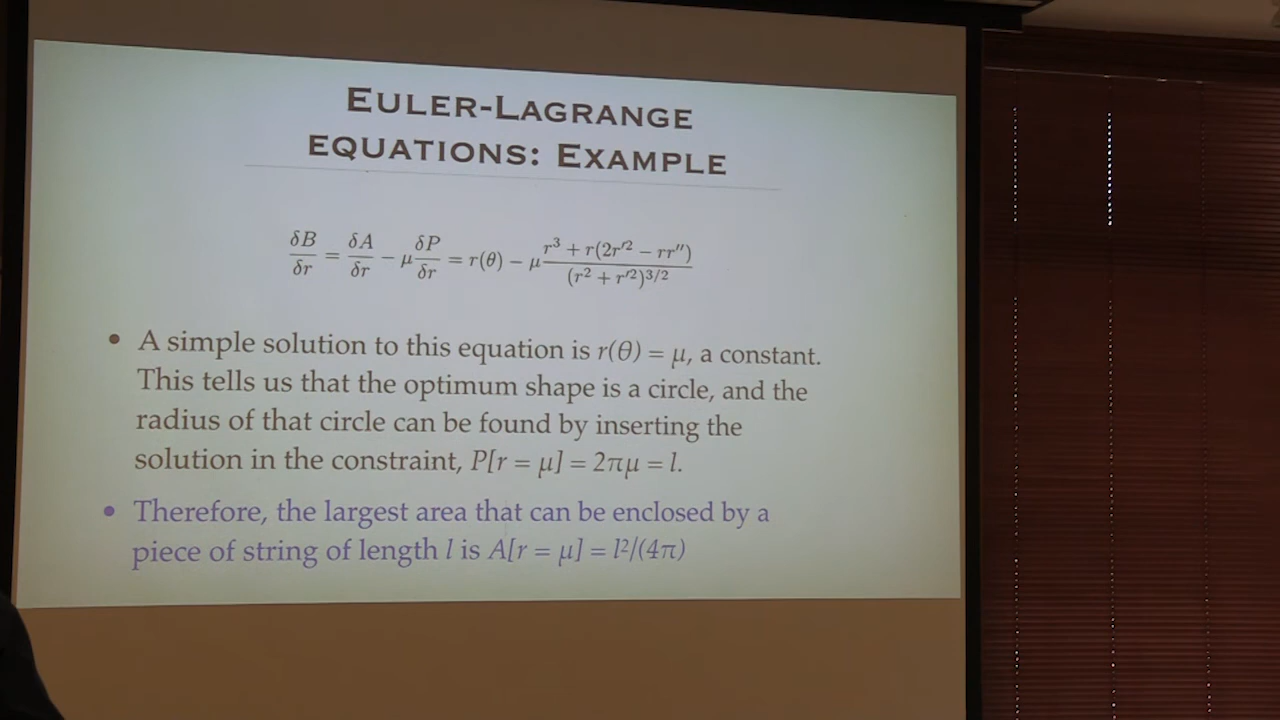 EULER-LAGRANGE
EQUATIONS: EXAMPLE
δB/δr = δA/δr − μ δP/δr = r(θ) − μ (r³ + r(2r′² − rr″))/(r² + r′²)^{3/2}
• A simple solution to this equation is r(θ) = μ, a constant.
This tells us that the optimum shape is a circle, and the
radius of that circle can be found by inserting the
solution in the constraint, P[r = μ] = 2πμ = l.
• Therefore, the largest area that can be enclosed by a
piece of string of length l is A[r = μ] = l²/(4π)